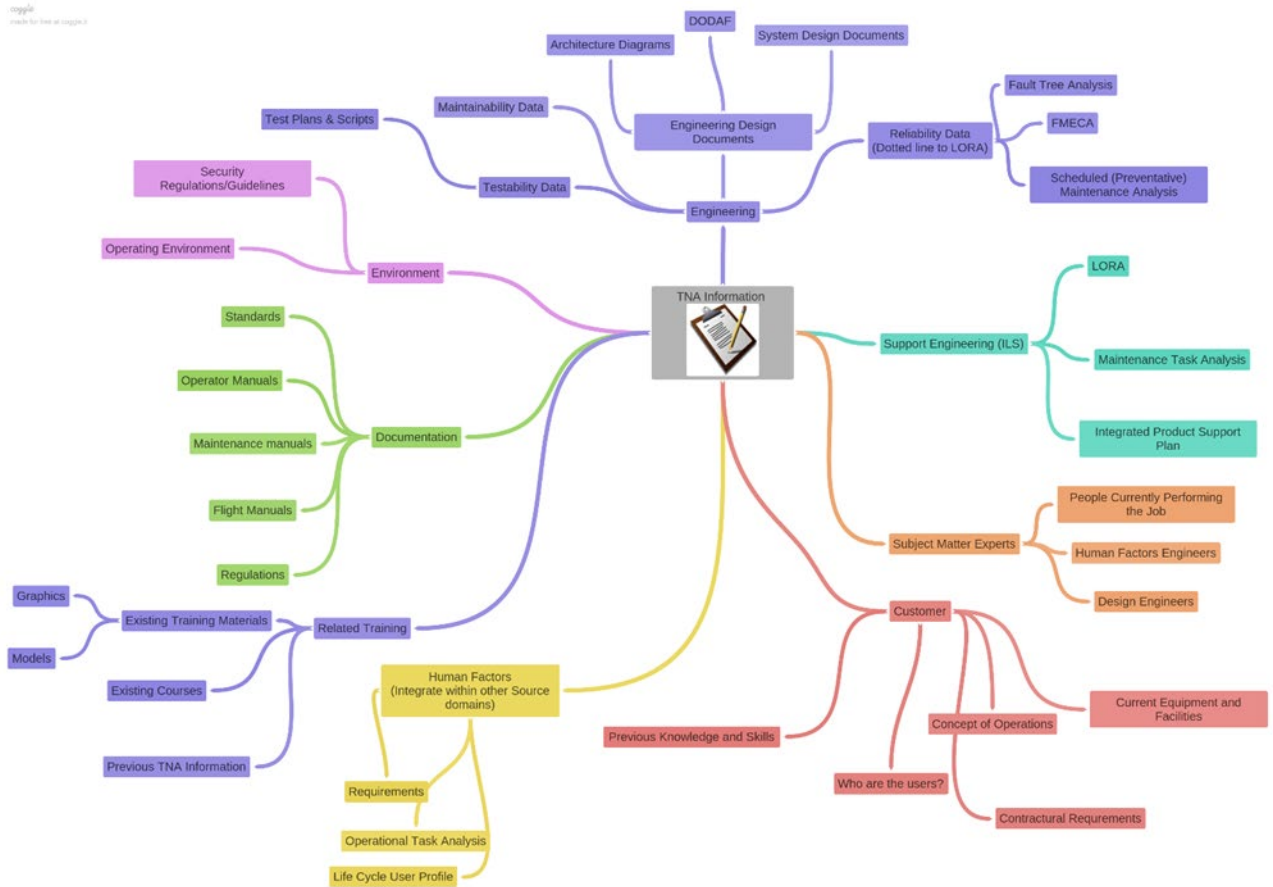 coggle
made for free at coggle.it
DODAF
Architecture Diagrams
System Design Documents
Fault Tree Analysis
Maintainability Data
Test Plans & Scripts
Engineering Design
Documents
Reliability Data
(Dotted line to LORA)
FMECA
Security
Regulations/Guidelines
Testability Data
Scheduled (Preventative)
Maintenance Analysis
Engineering
Operating Environment
Environment
LORA
TNA Information
Standards
Support Engineering (ILS)
Maintenance Task Analysis
Operator Manuals
Documentation
Maintenance manuals
Integrated Product Support
Plan
Flight Manuals
People Currently Performing
the Job
Subject Matter Experts
Human Factors Engineers
Regulations
Design Engineers
Graphics
Existing Training Materials
Related Training
Customer
Models
Existing Courses
Human Factors
(Integrate within other Source
domains)
Current Equipment and
Facilities
Concept of Operations
Previous Knowledge and Skills
Previous TNA Information
Who are the users?
Requirements
Contractural Requrements
Operational Task Analysis
Life Cycle User Profile